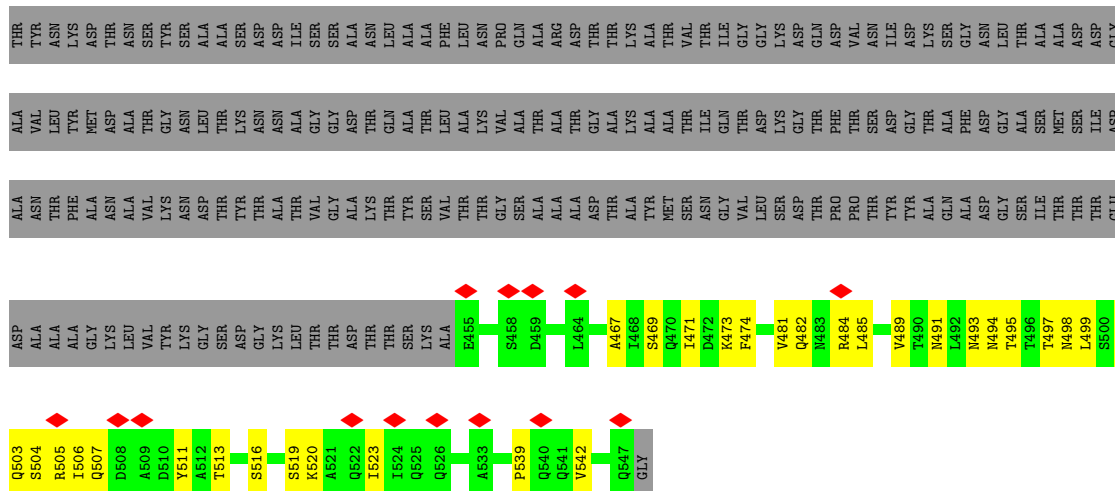 THR TYR ASN LYS ASP THR ASN SER TYR SER ALA ALA SER ASP ASP ILE SER SER ALA ASN LEU ALA ALA PHE LEU ASN PRO GLN ALA ARG ASP THR THR LYS ALA THR VAL THR ILE GLY GLY LYS ASP GLN ASP VAL ASN ILE ASP LYS SER GLY ASN LEU THR ALA ALA ASP ASP GLY
ALA VAL LEU TYR MET ASP ALA THR GLY ASN LEU THR LYS ASN ASN ALA GLY GLY ASP THR GLN ALA THR LEU ALA LYS VAL ALA THR ALA THR GLY ALA LYS ALA ALA THR ILE GLN THR ASP LYS GLY THR PHE THR SER ASP GLY THR ALA PHE ASP GLY ALA SER MET SER ILE ASP
ALA ASN THR PHE ALA ASN ALA VAL LYS ASN ASP THR TYR THR ALA THR VAL GLY ALA LYS THR TYR SER VAL THR THR GLY SER ALA ALA ALA ASP THR ALA TYR MET SER ASN GLY VAL LEU SER ASP THR PRO PRO THR TYR TYR ALA GLN ALA ASP GLY SER ILE THR THR THR GLU
ASP ALA ALA ALA GLY LYS LEU VAL TYR LYS GLY SER ASP GLY LYS LEU THR THR ASP THR THR SER LYS ALA E455 S458 D459 L464 A467 I468 S469 Q470 I471 D472 K473 F474 V481 Q482 N483 R484 L485 V489 T490 N491 L492 N493 N494 T495 T496 T497 N498 L499 S500
Q503 S504 R505 I506 Q507 D508 A509 D510 Y511 A512 T513 S516 S519 K520 A521 Q522 I523 I524 Q525 Q526 A533 P539 Q540 Q541 V542 Q547 GLY